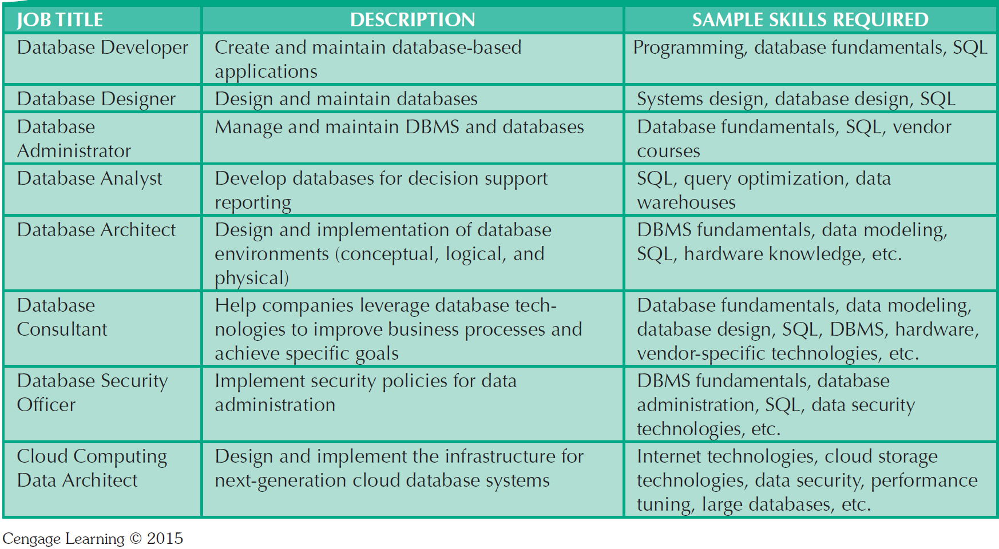 JOB TITLE DESCRIPTION SAMPLE SKILLS REQUIRED
Database Developer Create and maintain database-based Programming, database fundamentals, SQL
applications
Database Designer Design and maintain databases Systems design, database design, SQL
Database Manage and maintain DBMS and databases Database fundamentals, SQL, vendor
Administrator courses
Database Analyst Develop databases for decision support SQL, query optimization, data
reporting warehouses
Database Architect Design and implementation of database DBMS fundamentals, data modeling,
environments (conceptual, logical, and SQL, hardware knowledge, etc.
physical)
Database Help companies leverage database tech- Database fundamentals, data modeling,
Consultant nologies to improve business processes and database design, SQL, DBMS, hardware,
achieve specific goals vendor-specific technologies, etc.
Database Security Implement security policies for data DBMS fundamentals, database
Officer administration administration, SQL, data security
technologies, etc.
Cloud Computing Design and implement the infrastructure for Internet technologies, cloud storage
Data Architect next-generation cloud database systems technologies, data security, performance
tuning, large databases, etc.
Cengage Learning © 2015